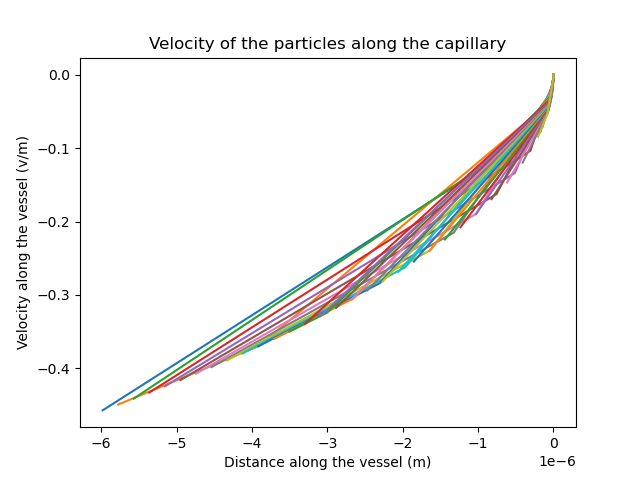 Velocity of the particles along the capillary
Velocity along the vessel (v/m)
0.0
−0.1
−0.2
−0.3
−0.4
−6 −5 −4 −3 −2 −1 0
1e−6
Distance along the vessel (m)